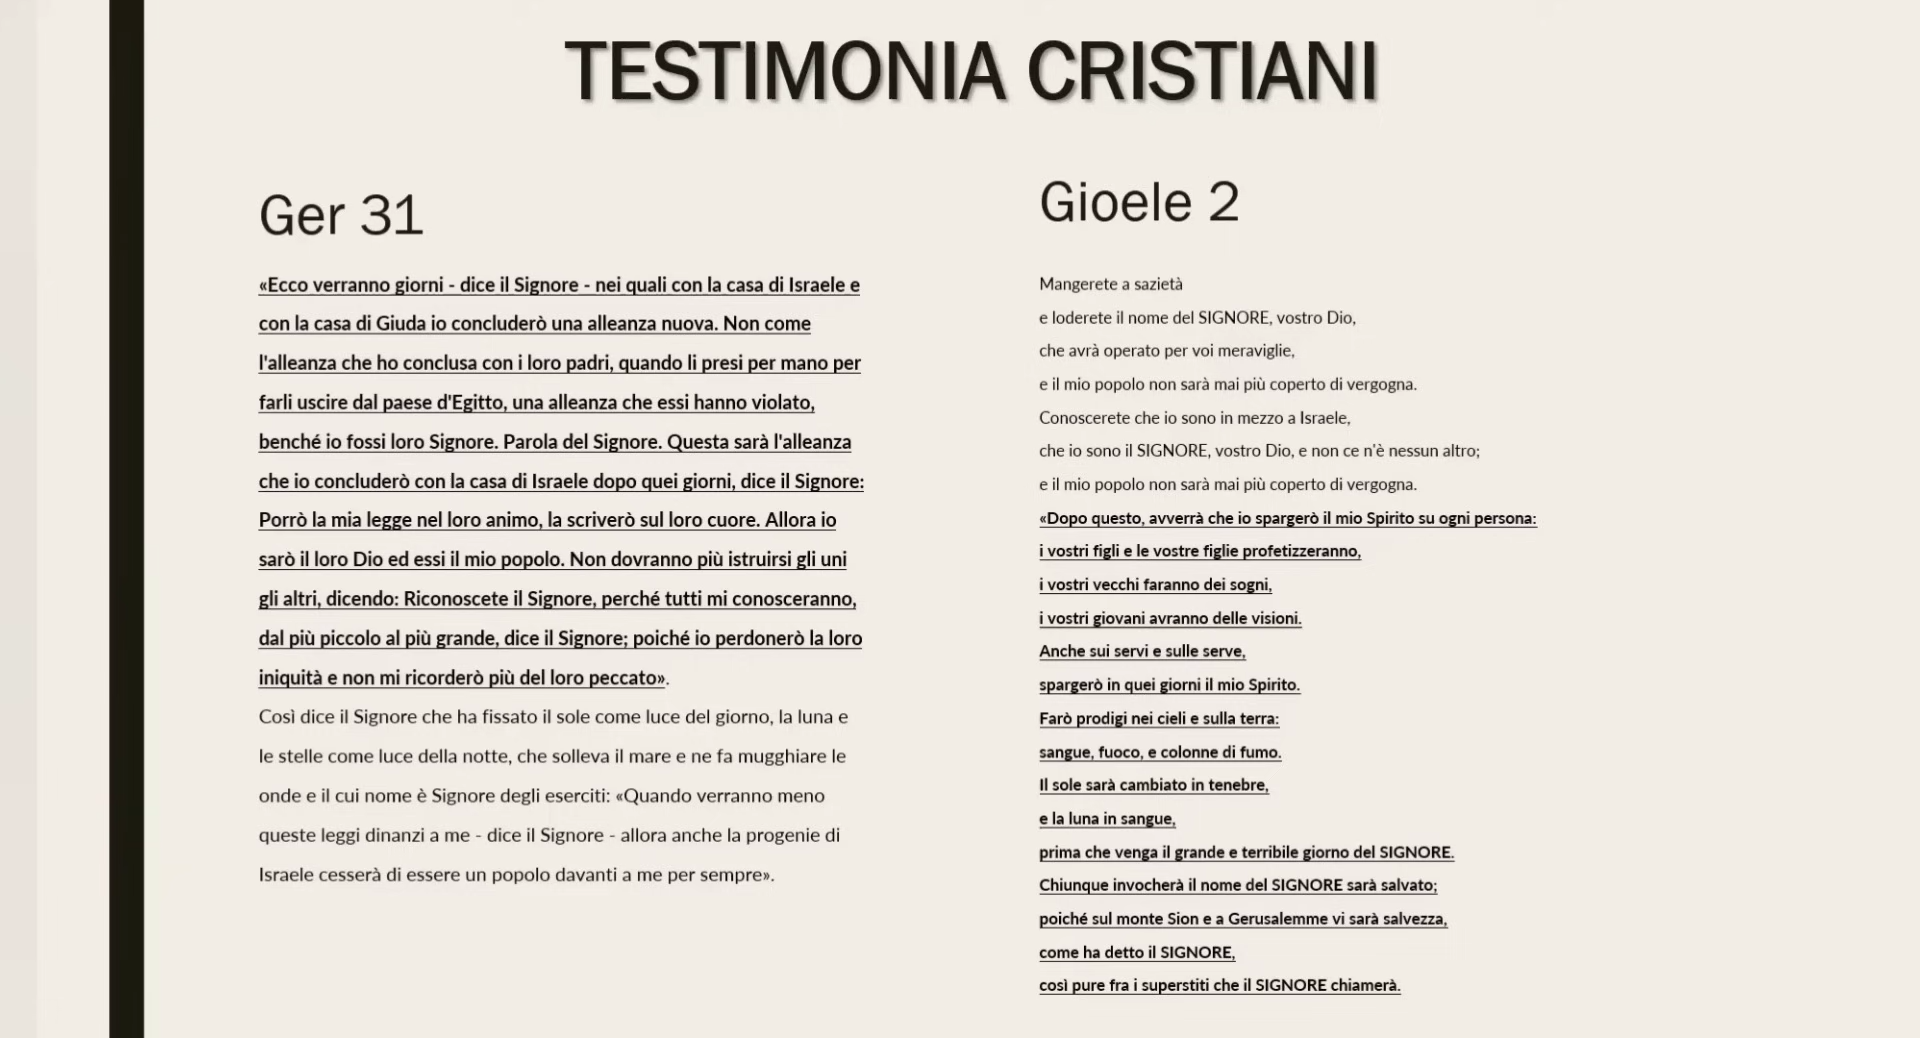 TESTIMONIA CRISTIANI
Ger 31
«Ecco verranno giorni - dice il Signore - nei quali con la casa di Israele e
con la casa di Giuda io concluderò una alleanza nuova. Non come
l'alleanza che ho conclusa con i loro padri, quando li presi per mano per
farli uscire dal paese d'Egitto, una alleanza che essi hanno violato,
benché io fossi loro Signore. Parola del Signore. Questa sarà l'alleanza
che io concluderò con la casa di Israele dopo quei giorni, dice il Signore:
Porrò la mia legge nel loro animo, la scriverò sul loro cuore. Allora io
sarò il loro Dio ed essi il mio popolo. Non dovranno più istruirsi gli uni
gli altri, dicendo: Riconoscete il Signore, perché tutti mi conosceranno,
dal più piccolo al più grande, dice il Signore; poiché io perdonerò la loro
iniquità e non mi ricorderò più del loro peccato».
Così dice il Signore che ha fissato il sole come luce del giorno, la luna e
le stelle come luce della notte, che solleva il mare e ne fa mugghiare le
onde e il cui nome è Signore degli eserciti: «Quando verranno meno
queste leggi dinanzi a me - dice il Signore - allora anche la progenie di
Israele cesserà di essere un popolo davanti a me per sempre».
Gioele 2
Mangerete a sazietà
e loderete il nome del SIGNORE, vostro Dio,
che avrà operato per voi meraviglie,
e il mio popolo non sarà mai più coperto di vergogna.
Conoscerete che io sono in mezzo a Israele,
che io sono il SIGNORE, vostro Dio, e non ce n'è nessun altro;
e il mio popolo non sarà mai più coperto di vergogna.
«Dopo questo, avverrà che io spargerò il mio Spirito su ogni persona:
i vostri figli e le vostre figlie profetizzeranno,
i vostri vecchi faranno dei sogni,
i vostri giovani avranno delle visioni.
Anche sui servi e sulle serve,
spargerò in quei giorni il mio Spirito.
Farò prodigi nei cieli e sulla terra:
sangue, fuoco, e colonne di fumo.
Il sole sarà cambiato in tenebre,
e la luna in sangue,
prima che venga il grande e terribile giorno del SIGNORE.
Chiunque invocherà il nome del SIGNORE sarà salvato;
poiché sul monte Sion e a Gerusalemme vi sarà salvezza,
come ha detto il SIGNORE,
così pure fra i superstiti che il SIGNORE chiamerà.